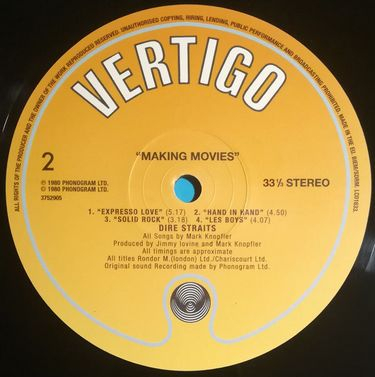 ALL RIGHTS OF THE PRODUCER AND THE OWNER OF THE WORK REPRODUCED RESERVED. UNAUTHORISED COPYING, HIRING, LENDING, PUBLIC PERFORMANCE AND BROADCASTING PROHIBITED. MADE IN THE EU. BIEM/SDRM. LC01633.
VERTIGO
2
"MAKING MOVIES"
℗ 1980 PHONOGRAM LTD.
© 1980 PHONOGRAM LTD.
3752905
33⅓ STEREO
1. "EXPRESSO LOVE" (5.17) 2. "HAND IN HAND" (4.50)
3. "SOLID ROCK" (3.18) 4. "LES BOYS" (4.07)
DIRE STRAITS
All Songs by Mark Knopfler
Produced by Jimmy Iovine and Mark Knopfler
All timings are approximate
All titles Rondor M.(london) Ltd./Chariscourt Ltd.
Original sound Recording made by Phonogram Ltd.